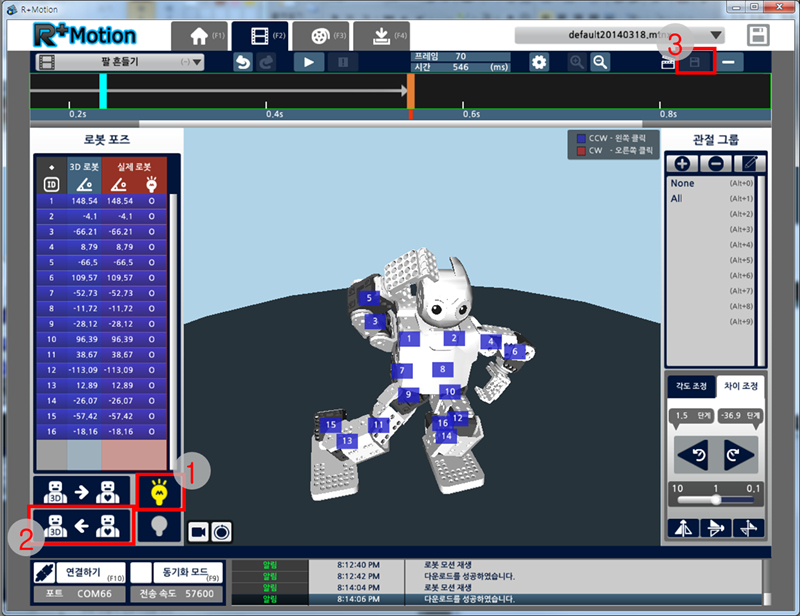 R+Motion
R+Motion
(F1)
(F2)
(F3)
(F4)
3
팔 흔들기
(-)
프레임 70
시간 546 (ms)
0.2s
0.4s
0.6s
0.8s
로봇 포즈
CCW - 왼쪽 클릭
CW - 오른쪽 클릭
관절 그룹
3D 로봇
실제 로봇
ID
1 148.54 148.54 O
2 -4.1 -4.1 O
3 -66.21 -66.21 O
4 8.79 8.79 O
5 -66.5 -66.5 O
6 109.57 109.57 O
7 -52.73 -52.73 O
8 -11.72 -11.72 O
9 -28.12 -28.12 O
10 96.39 96.39 O
11 38.67 38.67 O
12 -113.09 -113.09 O
13 12.89 12.89 O
14 -26.07 -26.07 O
15 -57.42 -57.42 O
16 -18.16 -18.16 O
None (Alt+0)
All (Alt+1)
(Alt+2)
(Alt+3)
(Alt+4)
(Alt+5)
(Alt+6)
(Alt+7)
(Alt+8)
(Alt+9)
5
3
1
2
4
6
7
8
9
10
11
12
15
16
13
14
각도 조정
차이 조정
1.5 단계
-36.9 단계
10 1 0.1
3D
1
3D
2
연결하기 (F10)
동기화 모드 (F9)
포트 COM66
전송 속도 57600
알림 8:12:40 PM 로봇 모션 재생
알림 8:12:42 PM 다운로드를 성공하였습니다.
알림 8:14:04 PM 로봇 모션 재생
알림 8:14:06 PM 다운로드를 성공하였습니다.